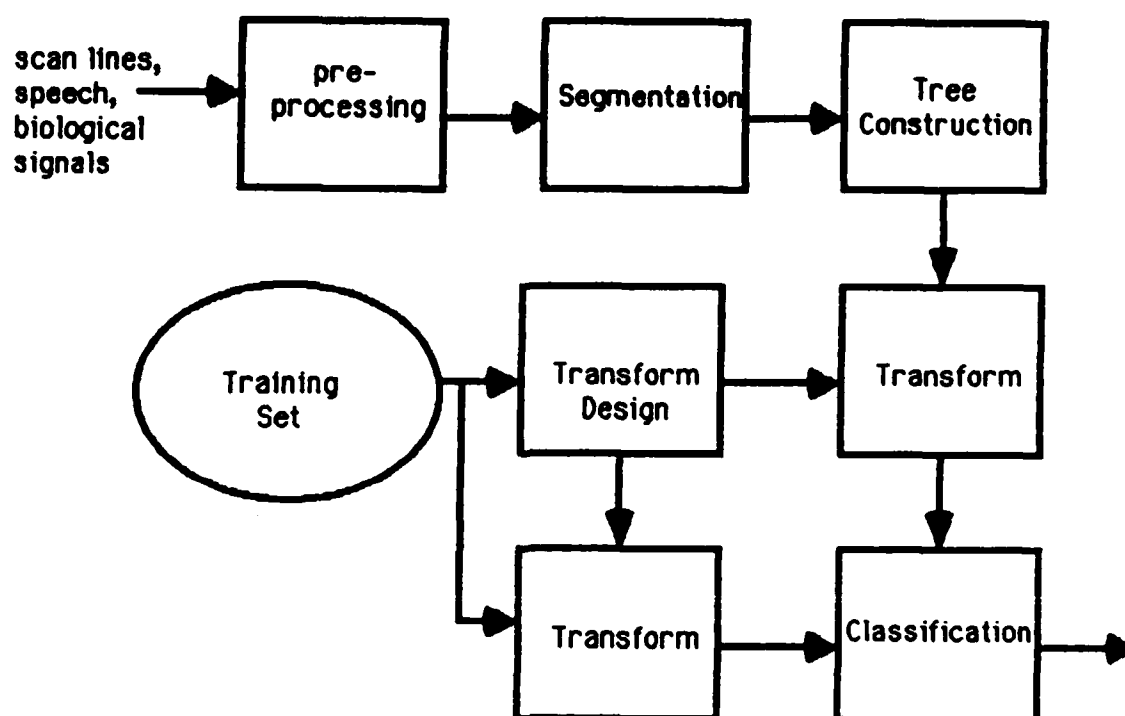 scan lines,
speech,
biological
signals
pre-
processing
Segmentation
Tree
Construction
Training
Set
Transform
Design
Transform
Transform
Classification